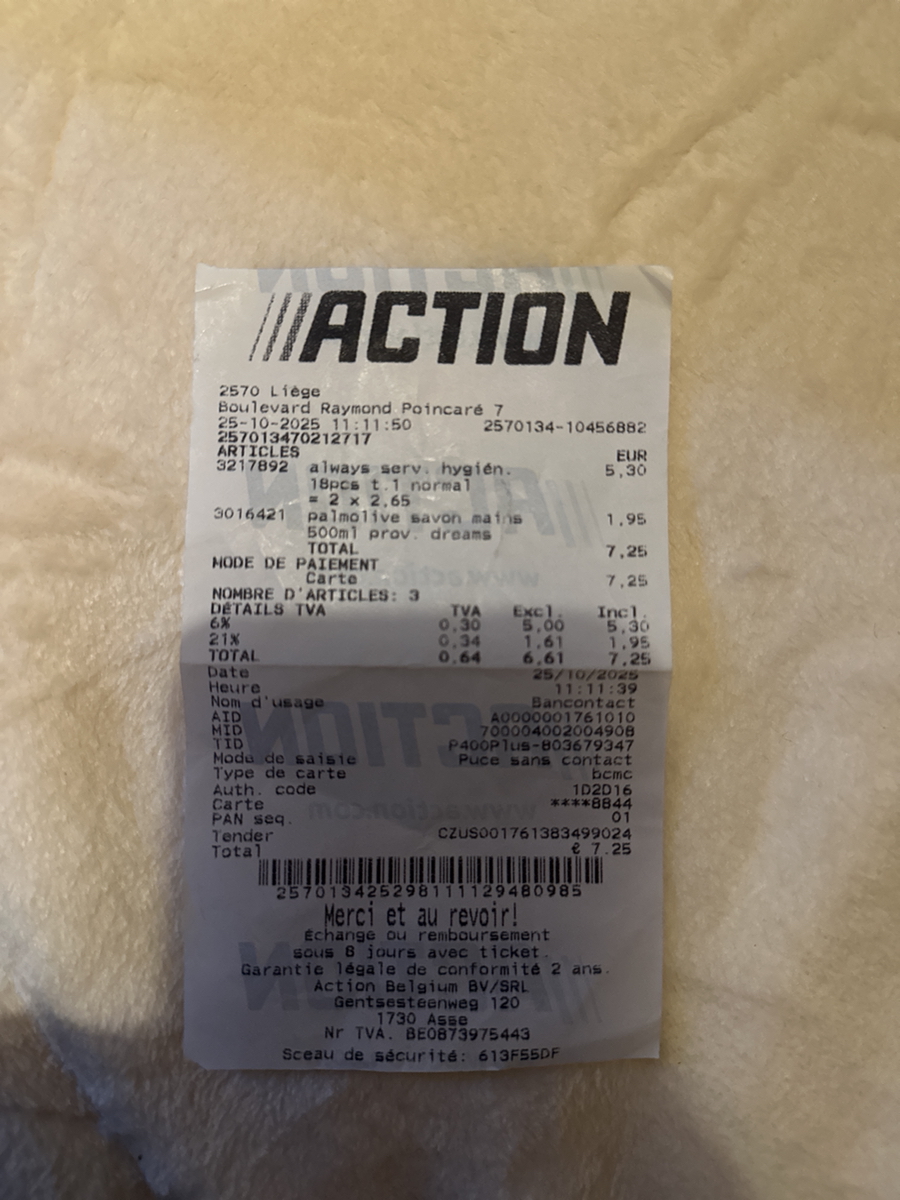 ACTION
2570 Liège
Boulevard Raymond Poincaré 7
25-10-2025 11:11:50 2570134-10456882
257013470212717
ARTICLES EUR
3217892 always serv. hygién. 5,30
18pcs t.1 normal
= 2 x 2,65
3016421 palmolive savon mains 1,95
500ml prov. dreams
TOTAL 7,25
MODE DE PAIEMENT
Carte 7,25
NOMBRE D'ARTICLES: 3
DÉTAILS TVA TVA Excl. Incl.
6% 0,30 5,00 5,30
21% 0,34 1,61 1,95
TOTAL 0,64 6,61 7,25
Date 25/10/2025
Heure 11:11:39
Nom d'usage Bancontact
AID A0000001761010
MID 700004002004908
TID P400Plus-803679347
Mode de saisie Puce sans contact
Type de carte bcmc
Auth. code 1D2D16
Carte ****8844
PAN seq. 01
Tender CZUS001761383499024
Total € 7.25
2570134252981111129480985
Merci et au revoir!
Échange ou remboursement
sous 8 jours avec ticket.
Garantie légale de conformité 2 ans.
Action Belgium BV/SRL
Gentsesteenweg 120
1730 Asse
Nr TVA. BE0873975443
Sceau de sécurité: 613F55DF